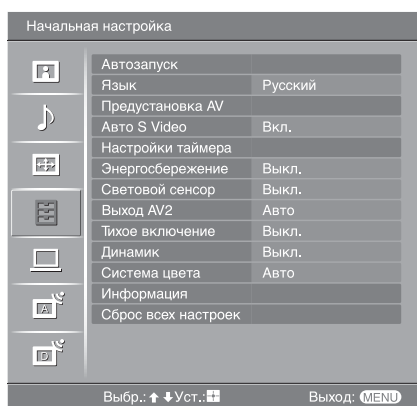 Начальная настройка
Автозапуск
Язык Русский
Предустановка AV
Авто S Video Вкл.
Настройки таймера
Энергосбережение Выкл.
Световой сенсор Выкл.
Выход AV2 Авто
Тихое включение Выкл.
Динамик Выкл.
Система цвета Авто
Информация
Сброс всех настроек
A
D
Выбр.: Уст.: Выход: MENU